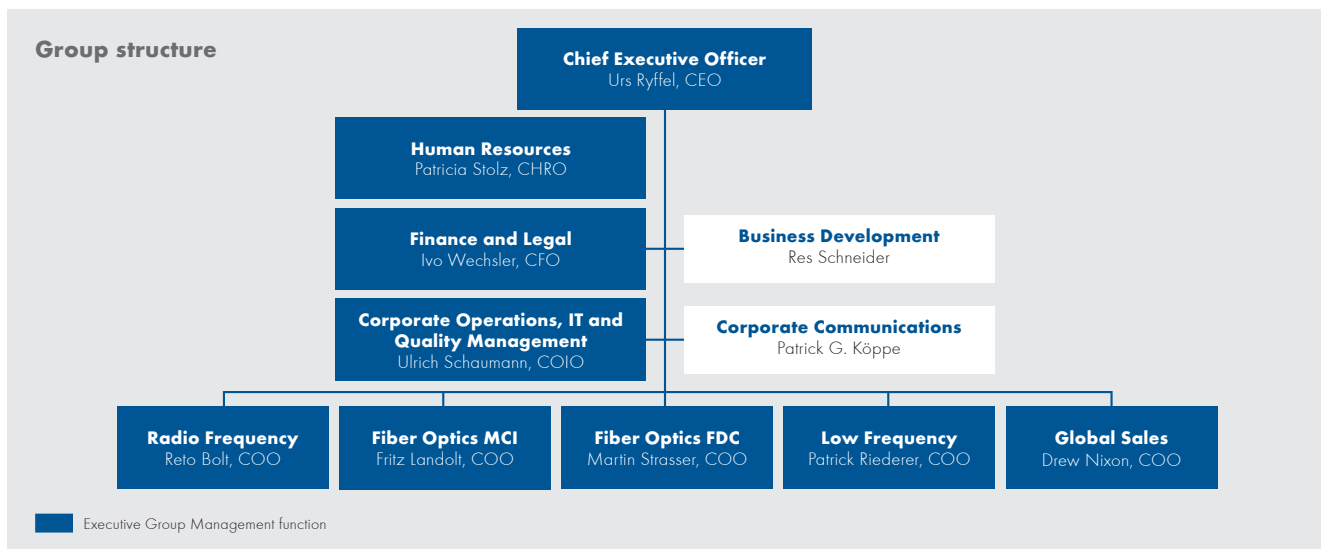 Group structure
Chief Executive Officer
Urs Ryffel, CEO
Human Resources
Patricia Stolz, CHRO
Finance and Legal
Ivo Wechsler, CFO
Business Development
Res Schneider
Corporate Operations, IT and
Quality Management
Ulrich Schaumann, COIO
Corporate Communications
Patrick G. Köppe
Radio Frequency
Reto Bolt, COO
Fiber Optics MCI
Fritz Landolt, COO
Fiber Optics FDC
Martin Strasser, COO
Low Frequency
Patrick Riederer, COO
Global Sales
Drew Nixon, COO
Executive Group Management function